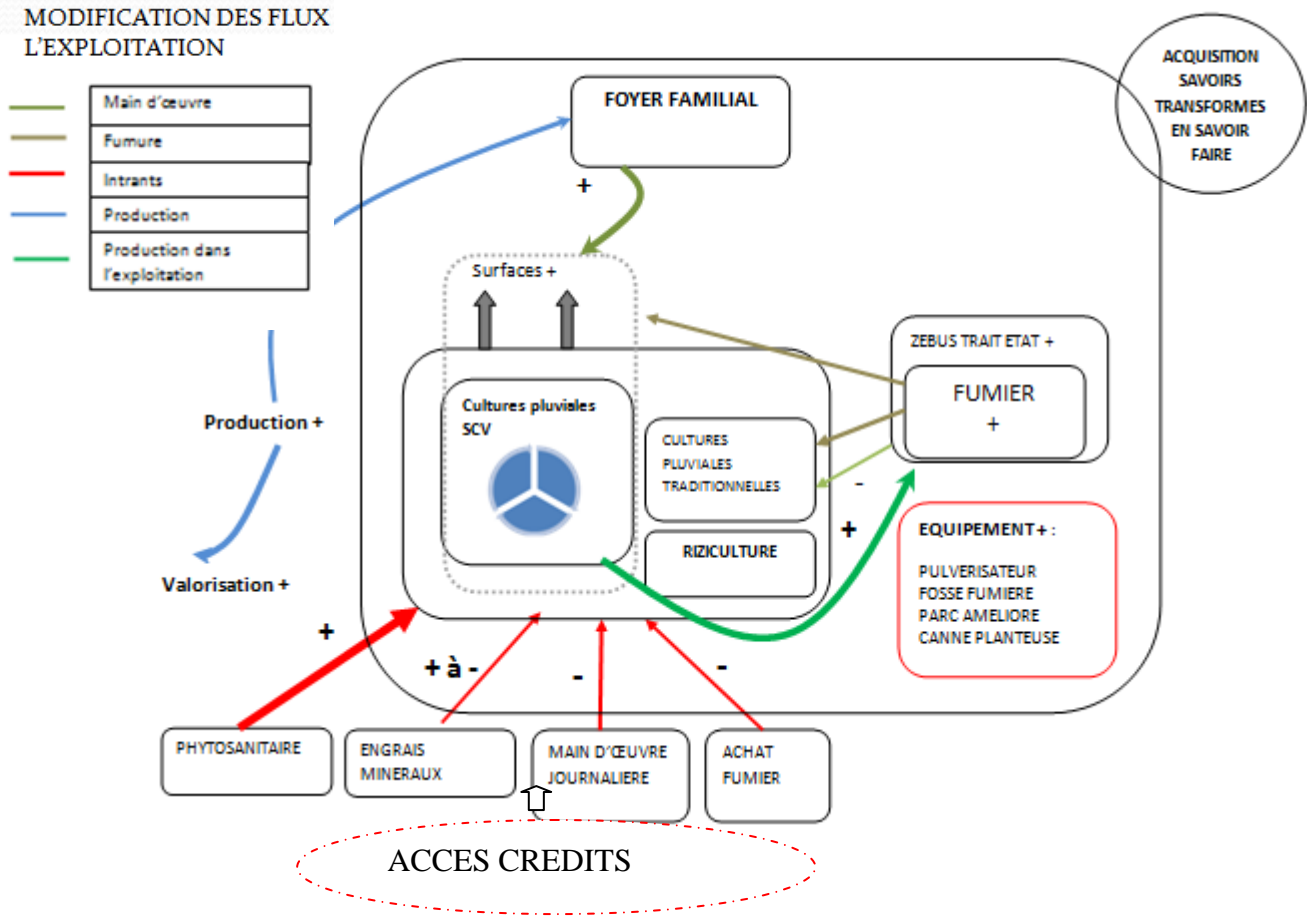 MODIFICATION DES FLUX
L'EXPLOITATION
Main d'œuvre
Fumure
Intrants
Production
Production dans
l'exploitation
ACQUISITION
SAVOIRS
TRANSFORMES
EN SAVOIR
FAIRE
FOYER FAMILIAL
+
Surfaces +
ZEBUS TRAIT ETAT +
FUMIER
+
Cultures pluviales
SCV
CULTURES
PLUVIALES
TRADITIONNELLES
-
+
RIZICULTURE
EQUIPEMENT+ :
PULVERISATEUR
FOSSE FUMIERE
PARC AMELIORE
CANNE PLANTEUSE
Production +
Valorisation +
+
+ à -
-
-
PHYTOSANITAIRE
ENGRAIS
MINERAUX
MAIN D'ŒUVRE
JOURNALIERE
ACHAT
FUMIER
ACCES CREDITS